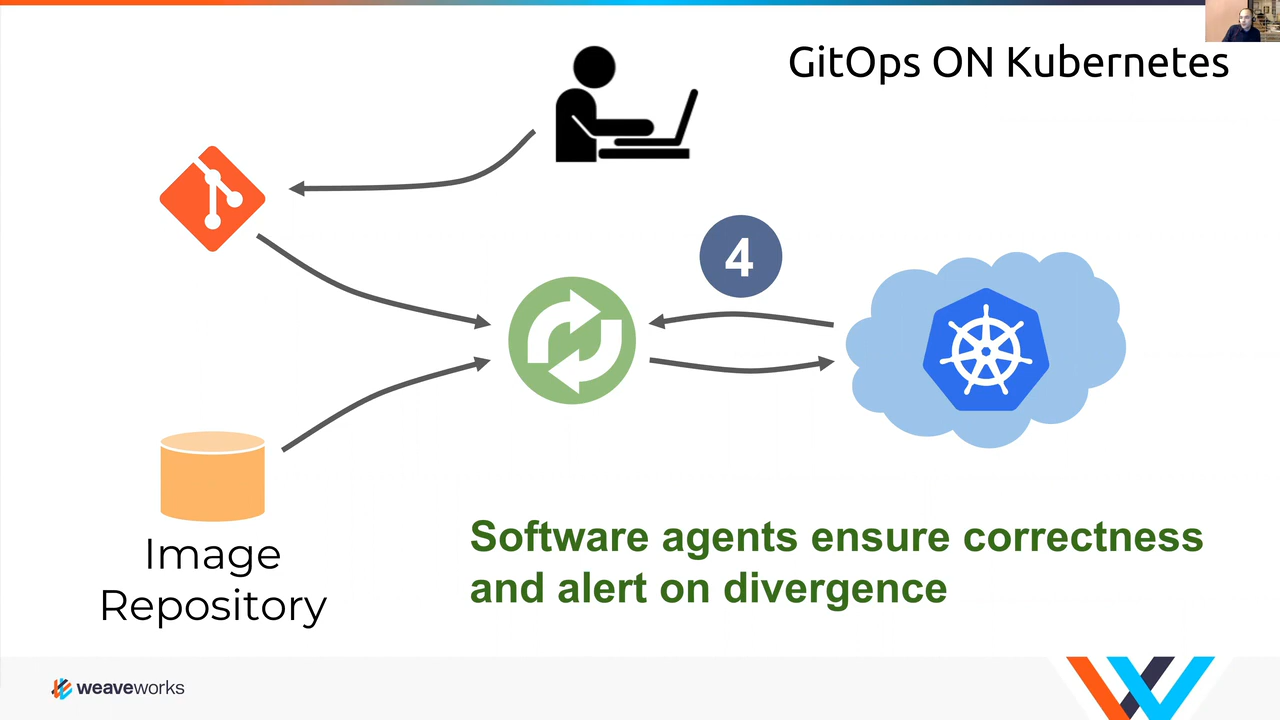 GitOps ON Kubernetes
4
Image
Repository
Software agents ensure correctness
and alert on divergence
weaveworks